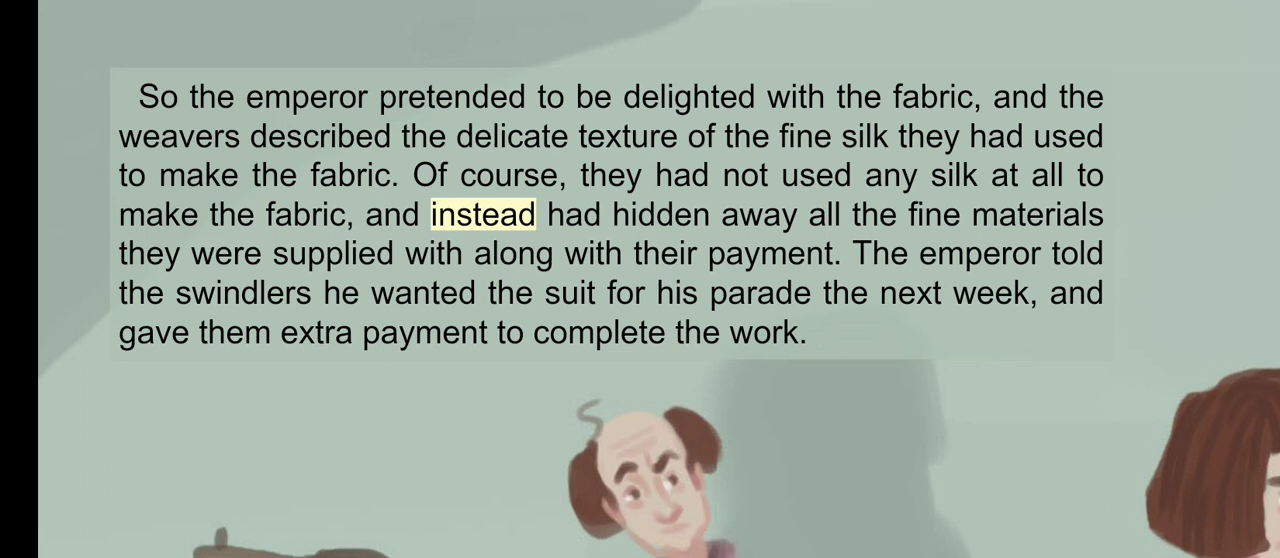 So the emperor pretended to be delighted with the fabric, and the
weavers described the delicate texture of the fine silk they had used
to make the fabric. Of course, they had not used any silk at all to
make the fabric, and instead had hidden away all the fine materials
they were supplied with along with their payment. The emperor told
the swindlers he wanted the suit for his parade the next week, and
gave them extra payment to complete the work.